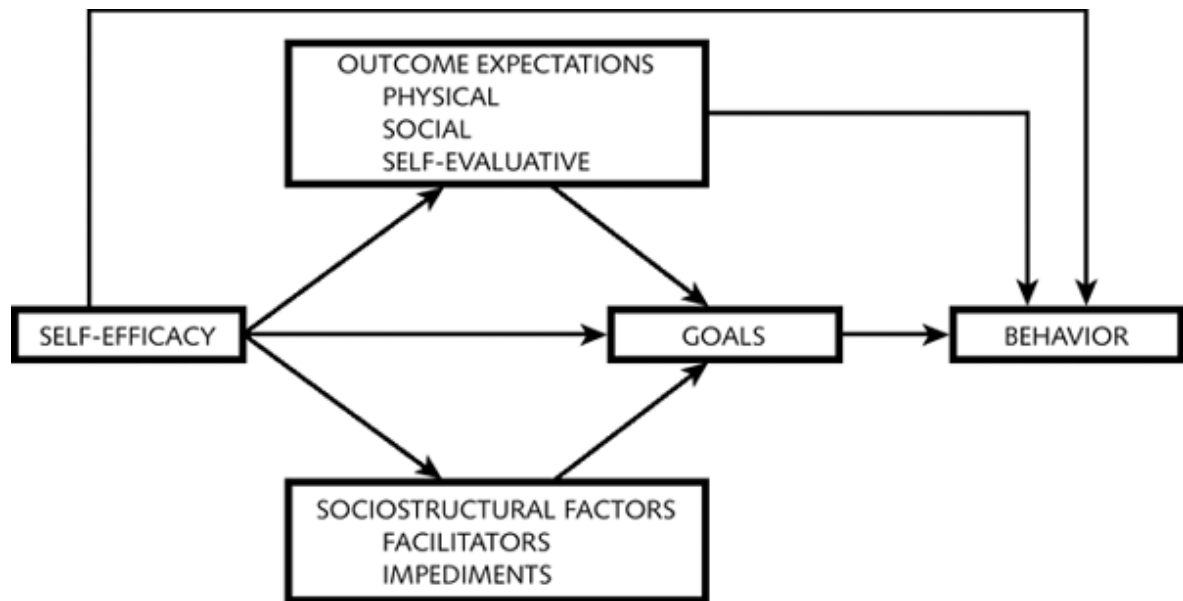 OUTCOME EXPECTATIONS
PHYSICAL
SOCIAL
SELF-EVALUATIVE
SELF-EFFICACY
GOALS
BEHAVIOR
SOCIOSTRUCTURAL FACTORS
FACILITATORS
IMPEDIMENTS